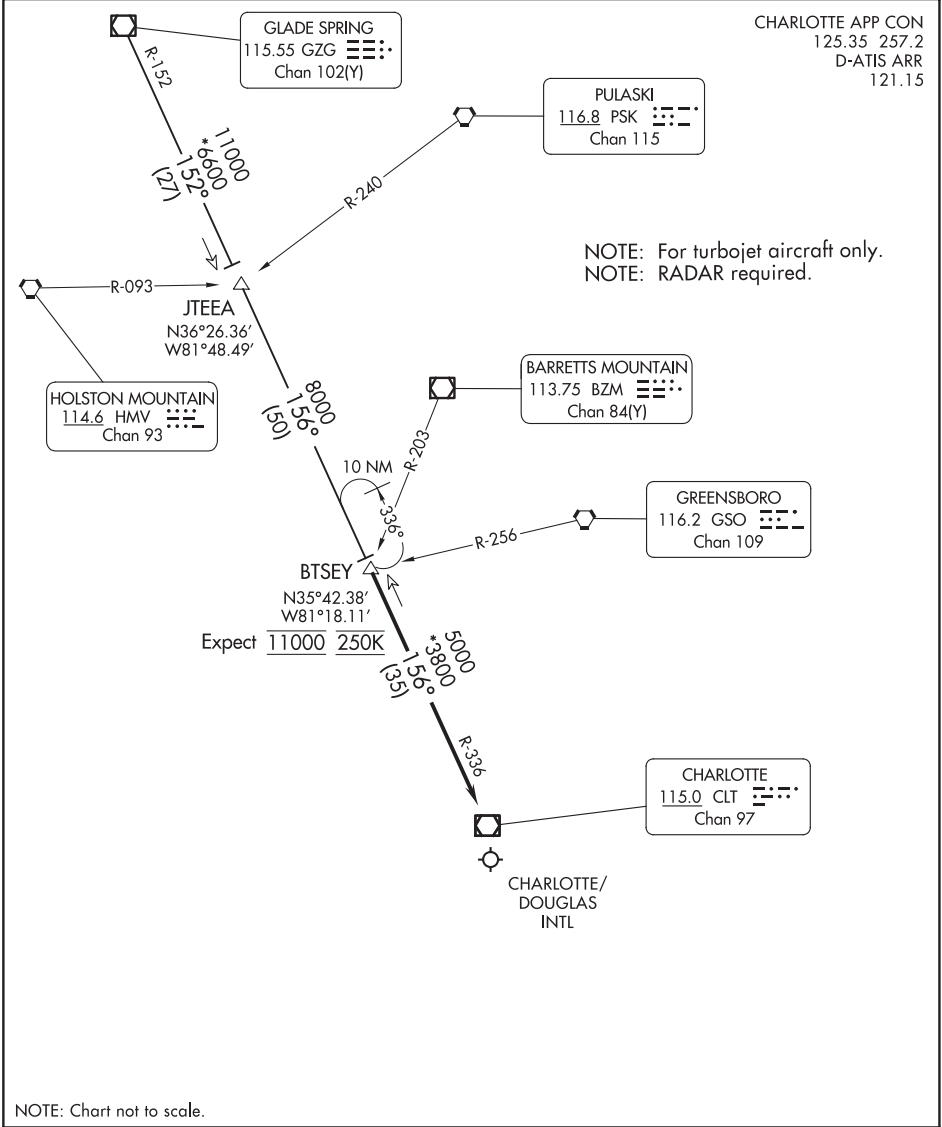 GLADE SPRING
115.55 GZG
Chan 102(Y)
CHARLOTTE APP CON
125.35 257.2
D-ATIS ARR
121.15
R-152
PULASKI
116.8 PSK
Chan 115
11000
*6600
152°
(27)
R-240
NOTE: For turbojet aircraft only.
NOTE: RADAR required.
R-093
JTEEA
N36°26.36'
W81°48.49'
HOLSTON MOUNTAIN
114.6 HMV
Chan 93
BARRETTS MOUNTAIN
113.75 BZM
Chan 84(Y)
8000
156°
(50)
R-203
10 NM
336°
GREENSBORO
116.2 GSO
Chan 109
R-256
BTSEY
N35°42.38'
W81°18.11'
Expect 11000 250K
5000
*3800
156°
(35)
R-336
CHARLOTTE
115.0 CLT
Chan 97
CHARLOTTE/
DOUGLAS
INTL
NOTE: Chart not to scale.